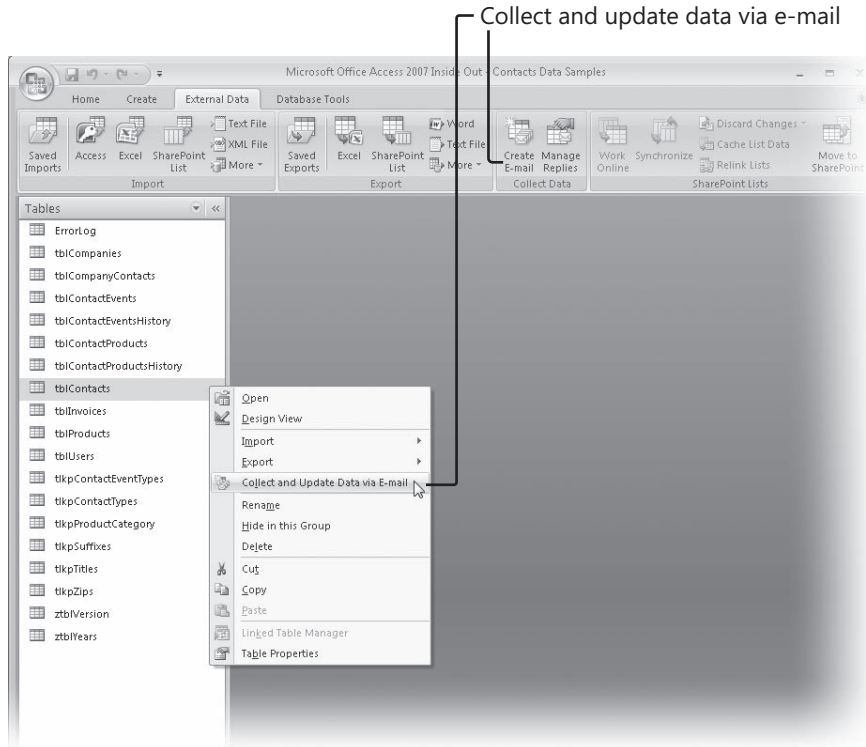 Collect and update data via e-mail
Microsoft Office Access 2007 Inside Out - Contacts Data Samples
Home Create External Data Database Tools
Saved Imports
Access
Excel
SharePoint List
Text File
XML File
More
Import
Saved Exports
Excel
SharePoint List
Word
Text File
More
Export
Create E-mail
Manage Replies
Collect Data
Work Online
Synchronize
Discard Changes
Cache List Data
Relink Lists
Move to SharePoint
SharePoint Lists
Tables
ErrorLog
tblCompanies
tblCompanyContacts
tblContactEvents
tblContactEventsHistory
tblContactProducts
tblContactProductsHistory
tblContacts
tblInvoices
tblProducts
tblUsers
tlkpContactEventTypes
tlkpContactTypes
tlkpProductCategory
tlkpSuffixes
tlkpTitles
tlkpZips
ztblVersion
ztblYears
Open
Design View
Import
Export
Collect and Update Data via E-mail
Rename
Hide in this Group
Delete
Cut
Copy
Paste
Linked Table Manager
Table Properties